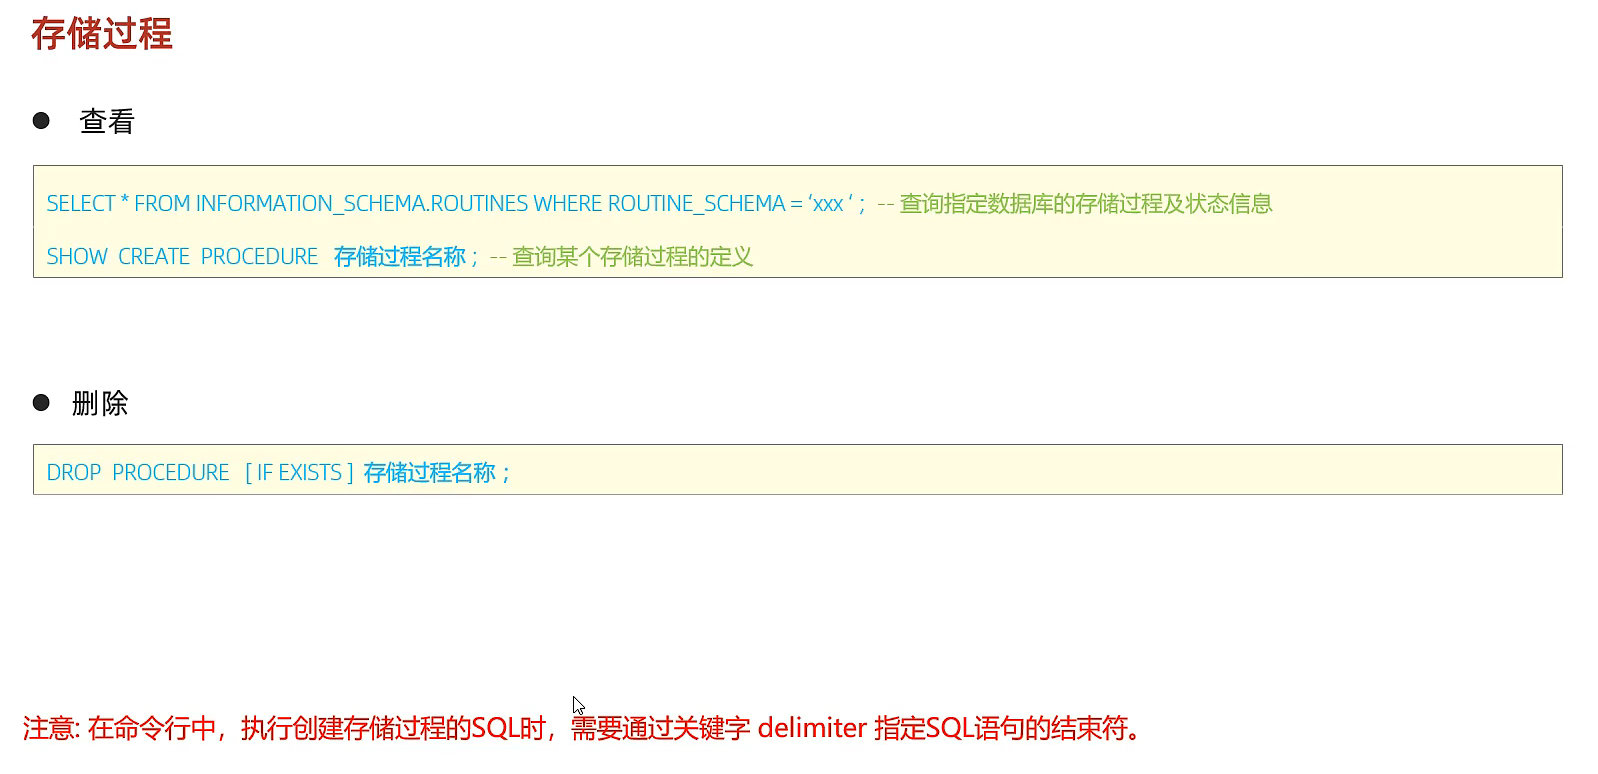 存储过程
查看
SELECT * FROM INFORMATION_SCHEMA.ROUTINES WHERE ROUTINE_SCHEMA = ‘xxx ‘ ; -- 查询指定数据库的存储过程及状态信息
SHOW CREATE PROCEDURE 存储过程名称 ; -- 查询某个存储过程的定义
删除
DROP PROCEDURE [ IF EXISTS ] 存储过程名称 ;
注意: 在命令行中，执行创建存储过程的SQL时，需要通过关键字 delimiter 指定SQL语句的结束符。